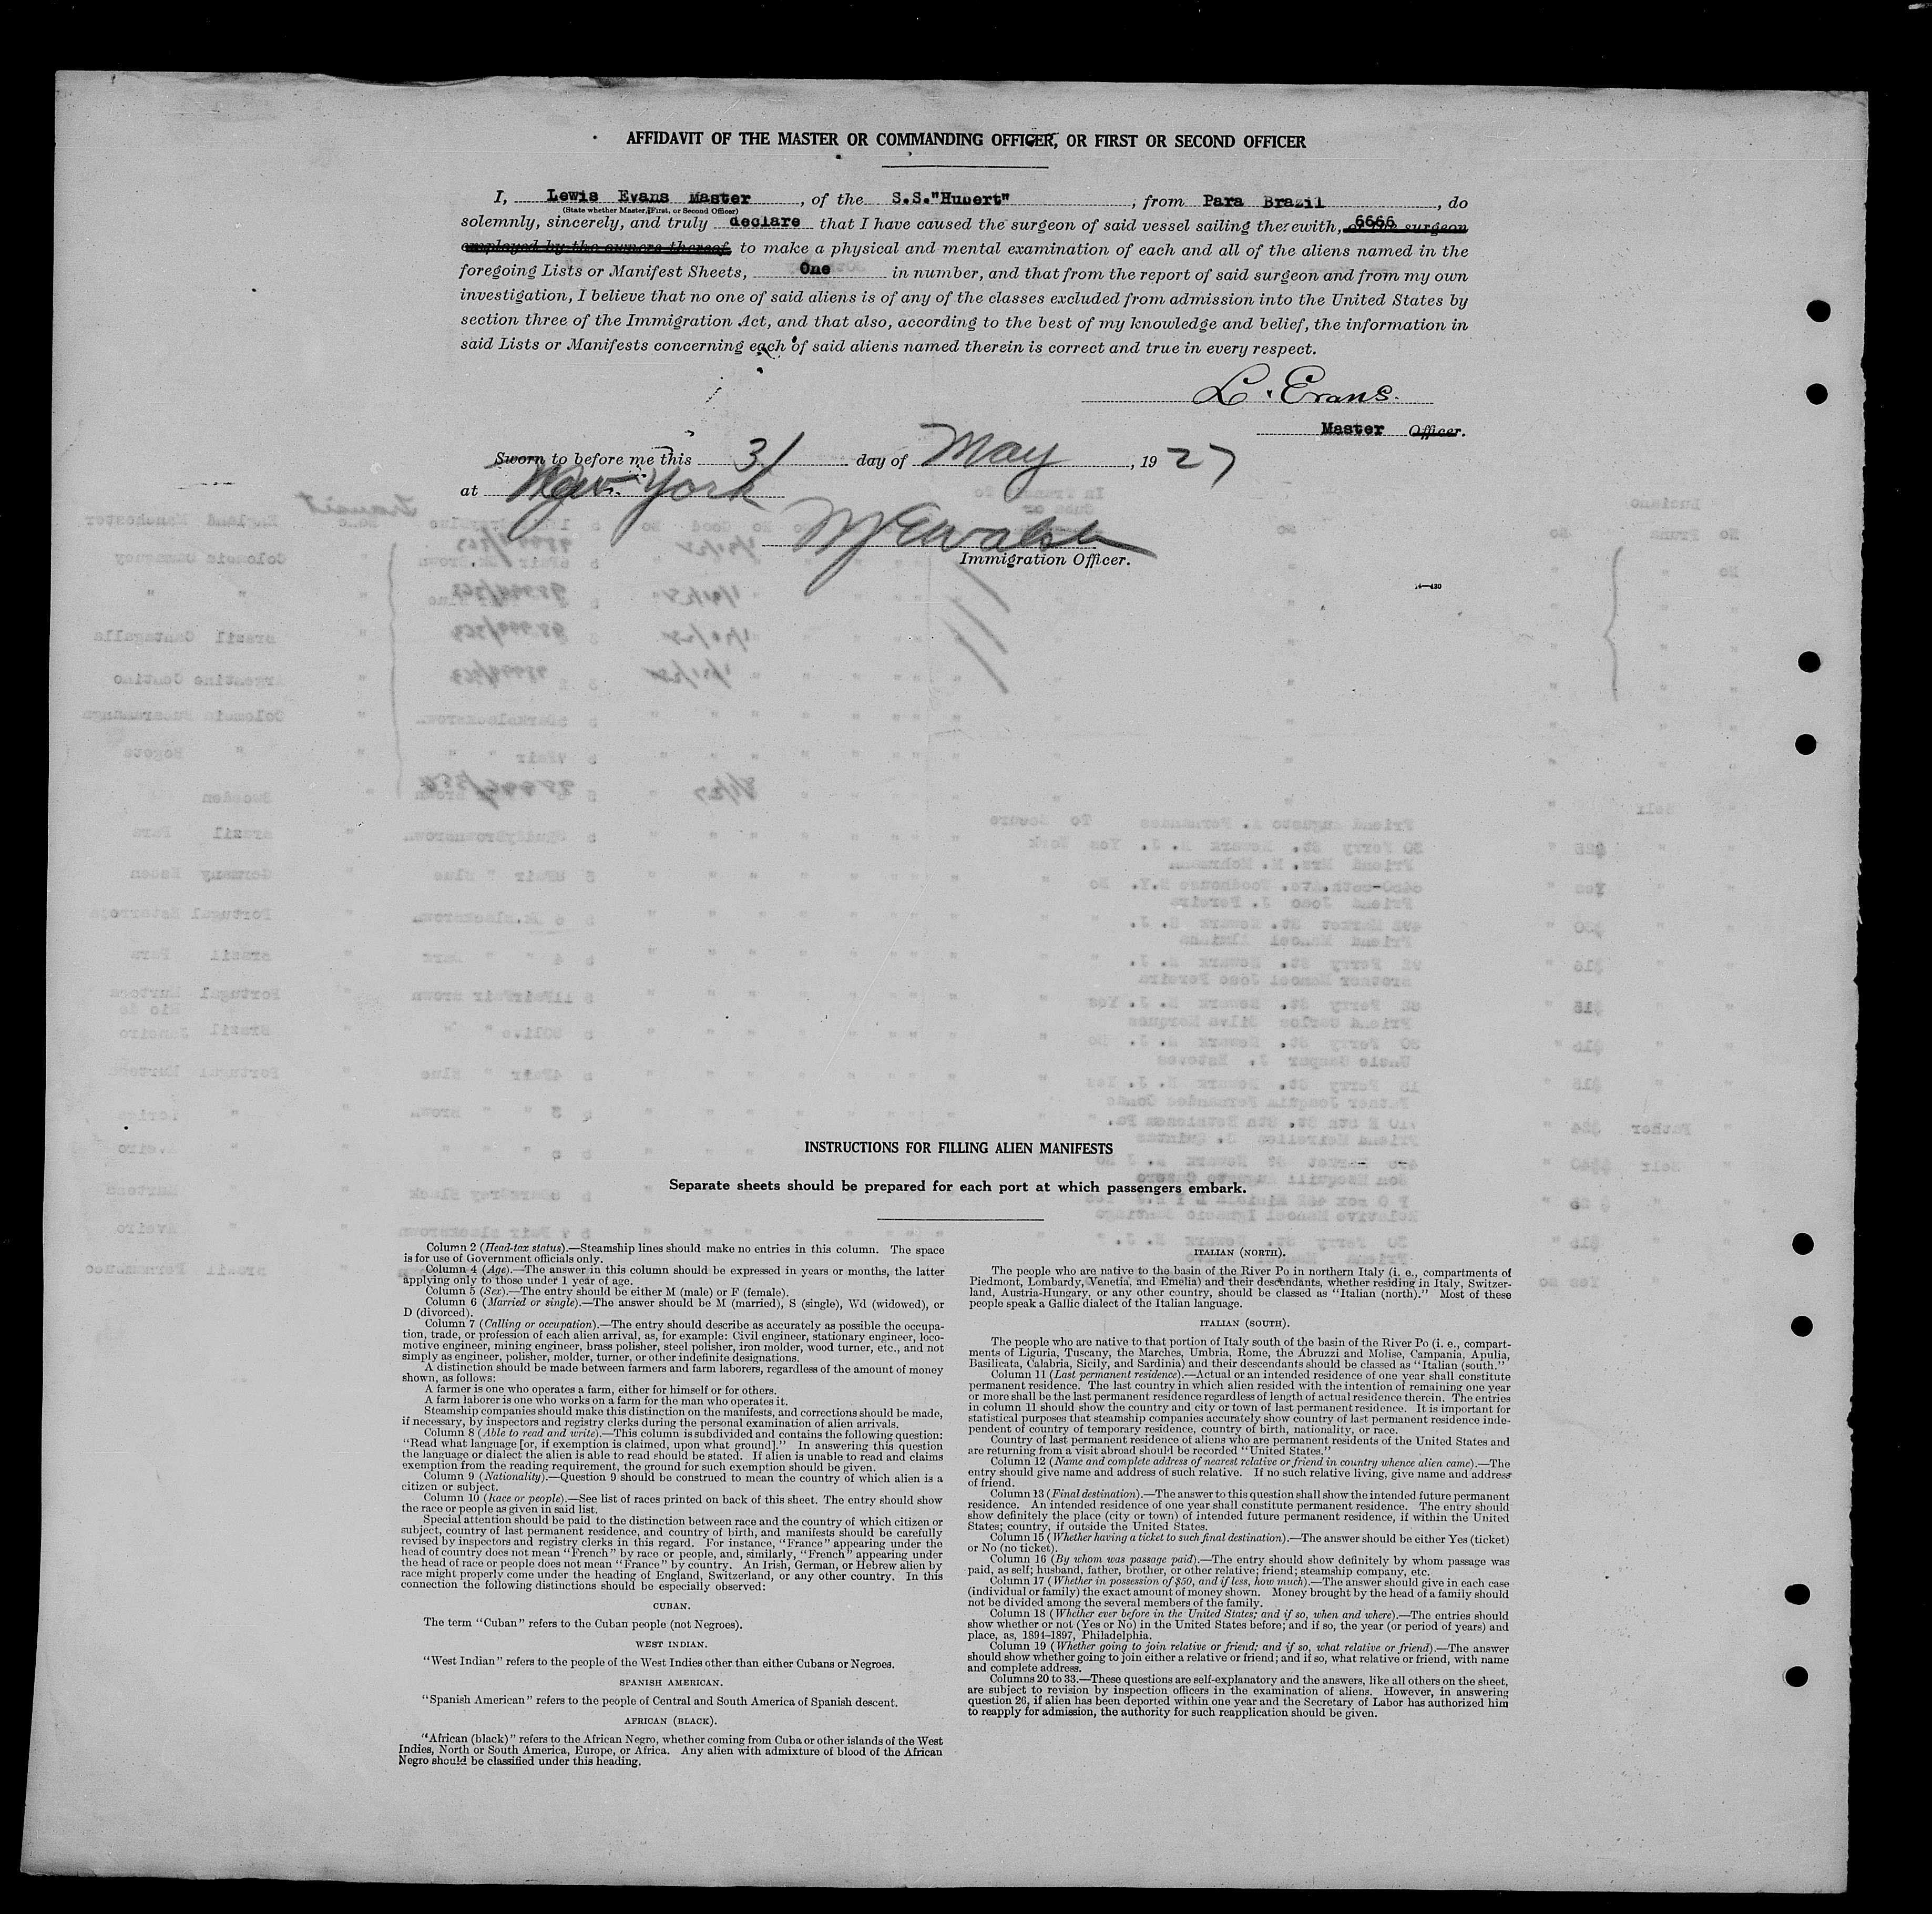 AFFIDAVIT OF THE MASTER OR COMMANDING OFFICER, OR FIRST OR SECOND OFFICER
I, Lewis Evans Master, of the S.S."Hubert", from Para Brazil, do
(State whether Master, First, or Second Officer)
solemnly, sincerely, and truly declare that I have caused the surgeon of said vessel sailing therewith, 6666 surgeon
employed by the owners thereof, to make a physical and mental examination of each and all of the aliens named in the
foregoing Lists or Manifest Sheets, One in number, and that from the report of said surgeon and from my own
investigation, I believe that no one of said aliens is of any of the classes excluded from admission into the United States by
section three of the Immigration Act, and that also, according to the best of my knowledge and belief, the information in
said Lists or Manifests concerning each of said aliens named therein is correct and true in every respect.
L. Evans.
Master Officer.
Sworn to before me this 31 day of May, 1927
at New York
Immigration Officer.
INSTRUCTIONS FOR FILLING ALIEN MANIFESTS
Separate sheets should be prepared for each port at which passengers embark.
Column 2 (Head-tax status).—Steamship lines should make no entries in this column. The space
is for use of Government officials only.
Column 4 (Age).—The answer in this column should be expressed in years or months, the latter
applying only to those under 1 year of age.
Column 5 (Sex).—The entry should be either M (male) or F (female).
Column 6 (Married or single).—The answer should be M (married), S (single), Wd (widowed), or
D (divorced).
Column 7 (Calling or occupation).—The entry should describe as accurately as possible the occupa-
tion, trade, or profession of each alien arrival, as, for example: Civil engineer, stationary engineer, loco-
motive engineer, mining engineer, brass polisher, steel polisher, iron molder, wood turner, etc., and not
simply as engineer, polisher, molder, turner, or other indefinite designations.
A distinction should be made between farmers and farm laborers, regardless of the amount of money
shown, as follows:
A farmer is one who operates a farm, either for himself or for others.
A farm laborer is one who works on a farm for the man who operates it.
Steamship companies should make this distinction on the manifests, and corrections should be made,
if necessary, by inspectors and registry clerks during the personal examination of alien arrivals.
Column 8 (Able to read and write).—This column is subdivided and contains the following question:
"Read what language [or, if exemption is claimed, upon what ground]." In answering this question
the language or dialect the alien is able to read should be stated. If alien is unable to read and claims
exemption from the reading requirement, the ground for such exemption should be given.
Column 9 (Nationality).—Question 9 should be construed to mean the country of which alien is a
citizen or subject.
Column 10 (Race or people).—See list of races printed on back of this sheet. The entry should show
the race or people as given in said list.
Special attention should be paid to the distinction between race and the country of which citizen or
subject, country of last permanent residence, and country of birth, and manifests should be carefully
revised by inspectors and registry clerks in this regard. For instance, "France" appearing under the
head of country does not mean "French" by race or people, and, similarly, "French" appearing under
the head of race or people does not mean "France" by country. An Irish, German, or Hebrew alien by
race might properly come under the heading of England, Switzerland, or any other country. In this
connection the following distinctions should be especially observed:
CUBAN.
The term "Cuban" refers to the Cuban people (not Negroes).
WEST INDIAN.
"West Indian" refers to the people of the West Indies other than either Cubans or Negroes.
SPANISH AMERICAN.
"Spanish American" refers to the people of Central and South America of Spanish descent.
AFRICAN (BLACK).
"African (black)" refers to the African Negro, whether coming from Cuba or other islands of the West
Indies, North or South America, Europe, or Africa. Any alien with admixture of blood of the African
Negro should be classified under this heading.
ITALIAN (NORTH).
The people who are native to the basin of the River Po in northern Italy (i. e., compartments of
Piedmont, Lombardy, Venetia, and Emelia) and their descendants, whether residing in Italy, Switzer-
land, Austria-Hungary, or any other country, should be classed as "Italian (north)." Most of these
people speak a Gallic dialect of the Italian language.
ITALIAN (SOUTH).
The people who are native to that portion of Italy south of the basin of the River Po (i. e., compart-
ments of Liguria, Tuscany, the Marches, Umbria, Rome, the Abruzzi and Molise, Campania, Apulia,
Basilicata, Calabria, Sicily, and Sardinia) and their descendants should be classed as "Italian (south."
Column 11 (Last permanent residence).—Actual or an intended residence of one year shall constitute
permanent residence. The last country in which alien resided with the intention of remaining one year
or more shall be the last permanent residence regardless of length of actual residence therein. The entries
in column 11 should show the country and city or town of last permanent residence. It is important for
statistical purposes that steamship companies accurately show country of last permanent residence inde-
pendent of country of temporary residence, country of birth, nationality, or race.
Country of last permanent residence of aliens who are permanent residents of the United States and
are returning from a visit abroad should be recorded "United States."
Column 12 (Name and complete address of nearest relative or friend in country whence alien came).—The
entry should give name and address of such relative. If no such relative living, give name and address
of friend.
Column 13 (Final destination).—The answer to this question shall show the intended future permanent
residence. An intended residence of one year shall constitute permanent residence. The entry should
show definitely the place (city or town) of intended future permanent residence, if within the United
States; country, if outside the United States.
Column 15 (Whether having a ticket to such final destination).—The answer should be either Yes (ticket)
or No (no ticket).
Column 16 (By whom was passage paid).—The entry should show definitely by whom passage was
paid, as self; husband, father, brother, or other relative; friend; steamship company, etc.
Column 17 (Whether in possession of $50, and if less, how much).—The answer should give in each case
(individual or family) the exact amount of money shown. Money brought by the head of a family should
not be divided among the several members of the family.
Column 18 (Whether ever before in the United States; and if so, when and where).—The entries should
show whether or not (Yes or No) in the United States before; and if so, the year (or period of years) and
place, as, 1894–1897, Philadelphia.
Column 19 (Whether going to join relative or friend; and if so, what relative or friend).—The answer
should show whether going to join either a relative or friend; and if so, what relative or friend, with name
and complete address.
Columns 20 to 33.—These questions are self-explanatory and the answers, like all others on the sheet,
are subject to revision by inspection officers in the examination of aliens. However, in answering
question 26, if alien has been deported within one year and the Secretary of Labor has authorized him
to reapply for admission, the authority for such reapplication should be given.